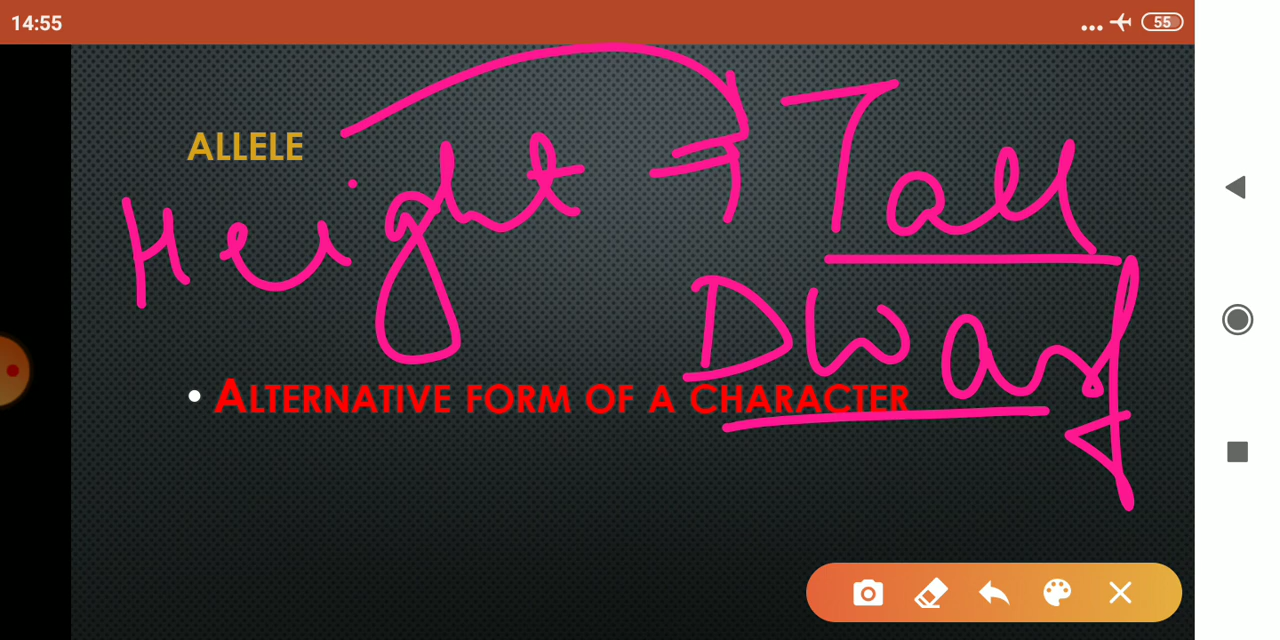 14:55
55
ALLELE
Height ⇒ Tall
Dwarf
• ALTERNATIVE FORM OF A CHARACTER